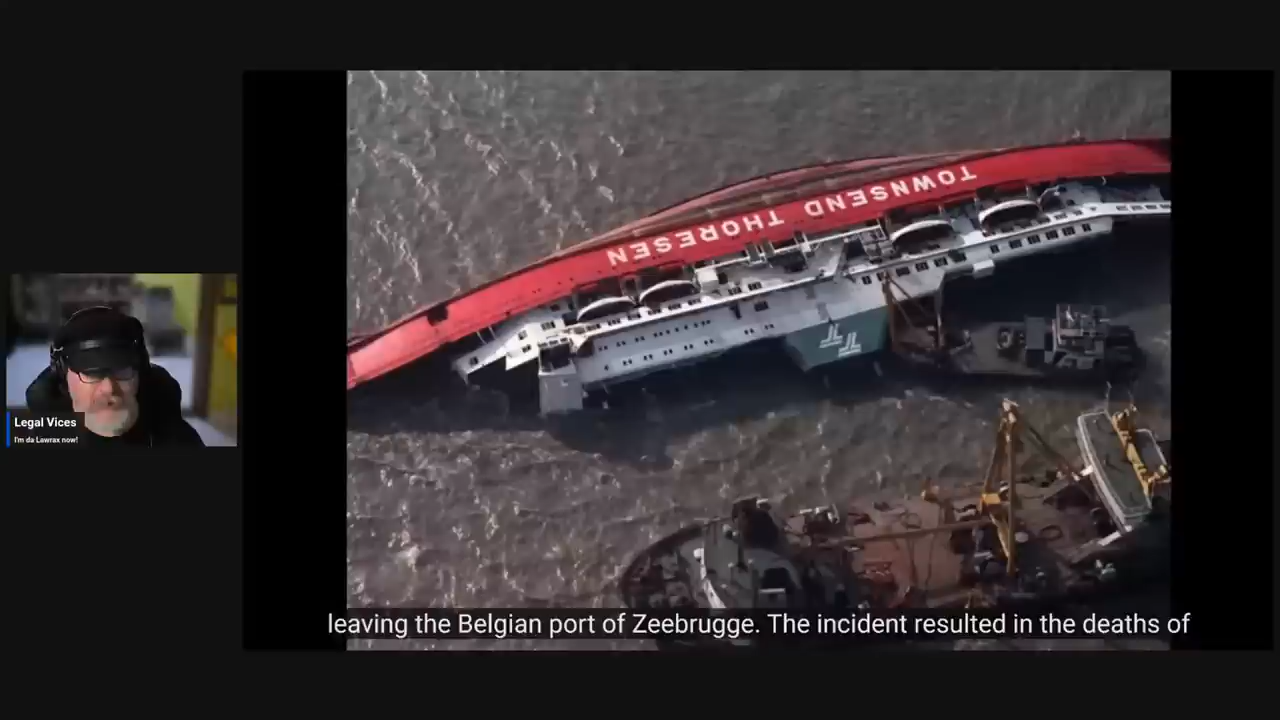 TOWNSEND THORESEN
Legal Vices
I'm da Lawrax now!
leaving the Belgian port of Zeebrugge. The incident resulted in the deaths of